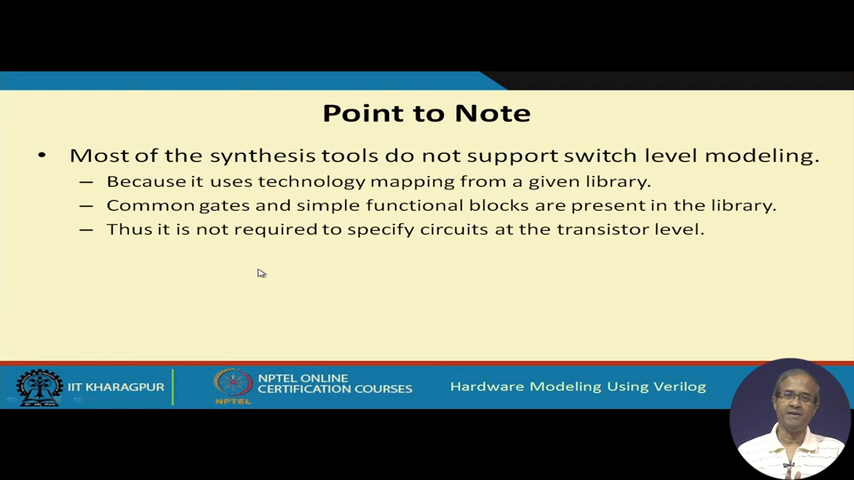 Point to Note
• Most of the synthesis tools do not support switch level modeling.
– Because it uses technology mapping from a given library.
– Common gates and simple functional blocks are present in the library.
– Thus it is not required to specify circuits at the transistor level.
IIT KHARAGPUR
NPTEL
NPTEL ONLINE
CERTIFICATION COURSES
Hardware Modeling Using Verilog